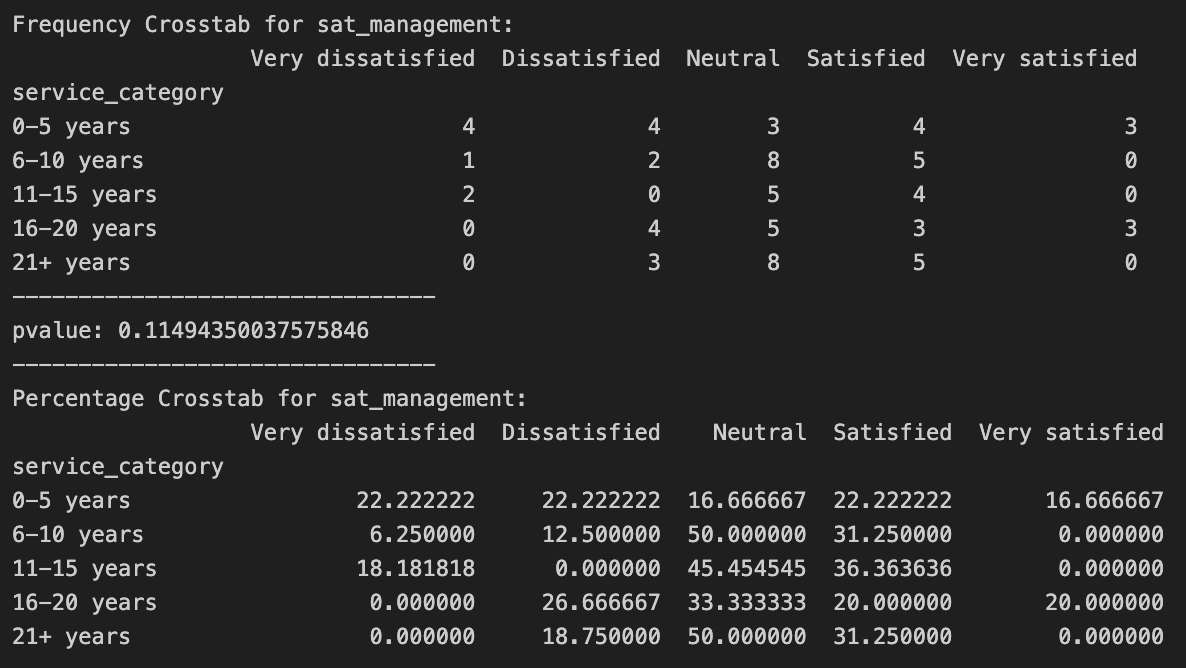 Frequency Crosstab for sat_management:
Very dissatisfied Dissatisfied Neutral Satisfied Very satisfied
service_category
0-5 years 4 4 3 4 3
6-10 years 1 2 8 5 0
11-15 years 2 0 5 4 0
16-20 years 0 4 5 3 3
21+ years 0 3 8 5 0
--------------------------------
pvalue: 0.11494350037575846
--------------------------------
Percentage Crosstab for sat_management:
Very dissatisfied Dissatisfied Neutral Satisfied Very satisfied
service_category
0-5 years 22.222222 22.222222 16.666667 22.222222 16.666667
6-10 years 6.250000 12.500000 50.000000 31.250000 0.000000
11-15 years 18.181818 0.000000 45.454545 36.363636 0.000000
16-20 years 0.000000 26.666667 33.333333 20.000000 20.000000
21+ years 0.000000 18.750000 50.000000 31.250000 0.000000